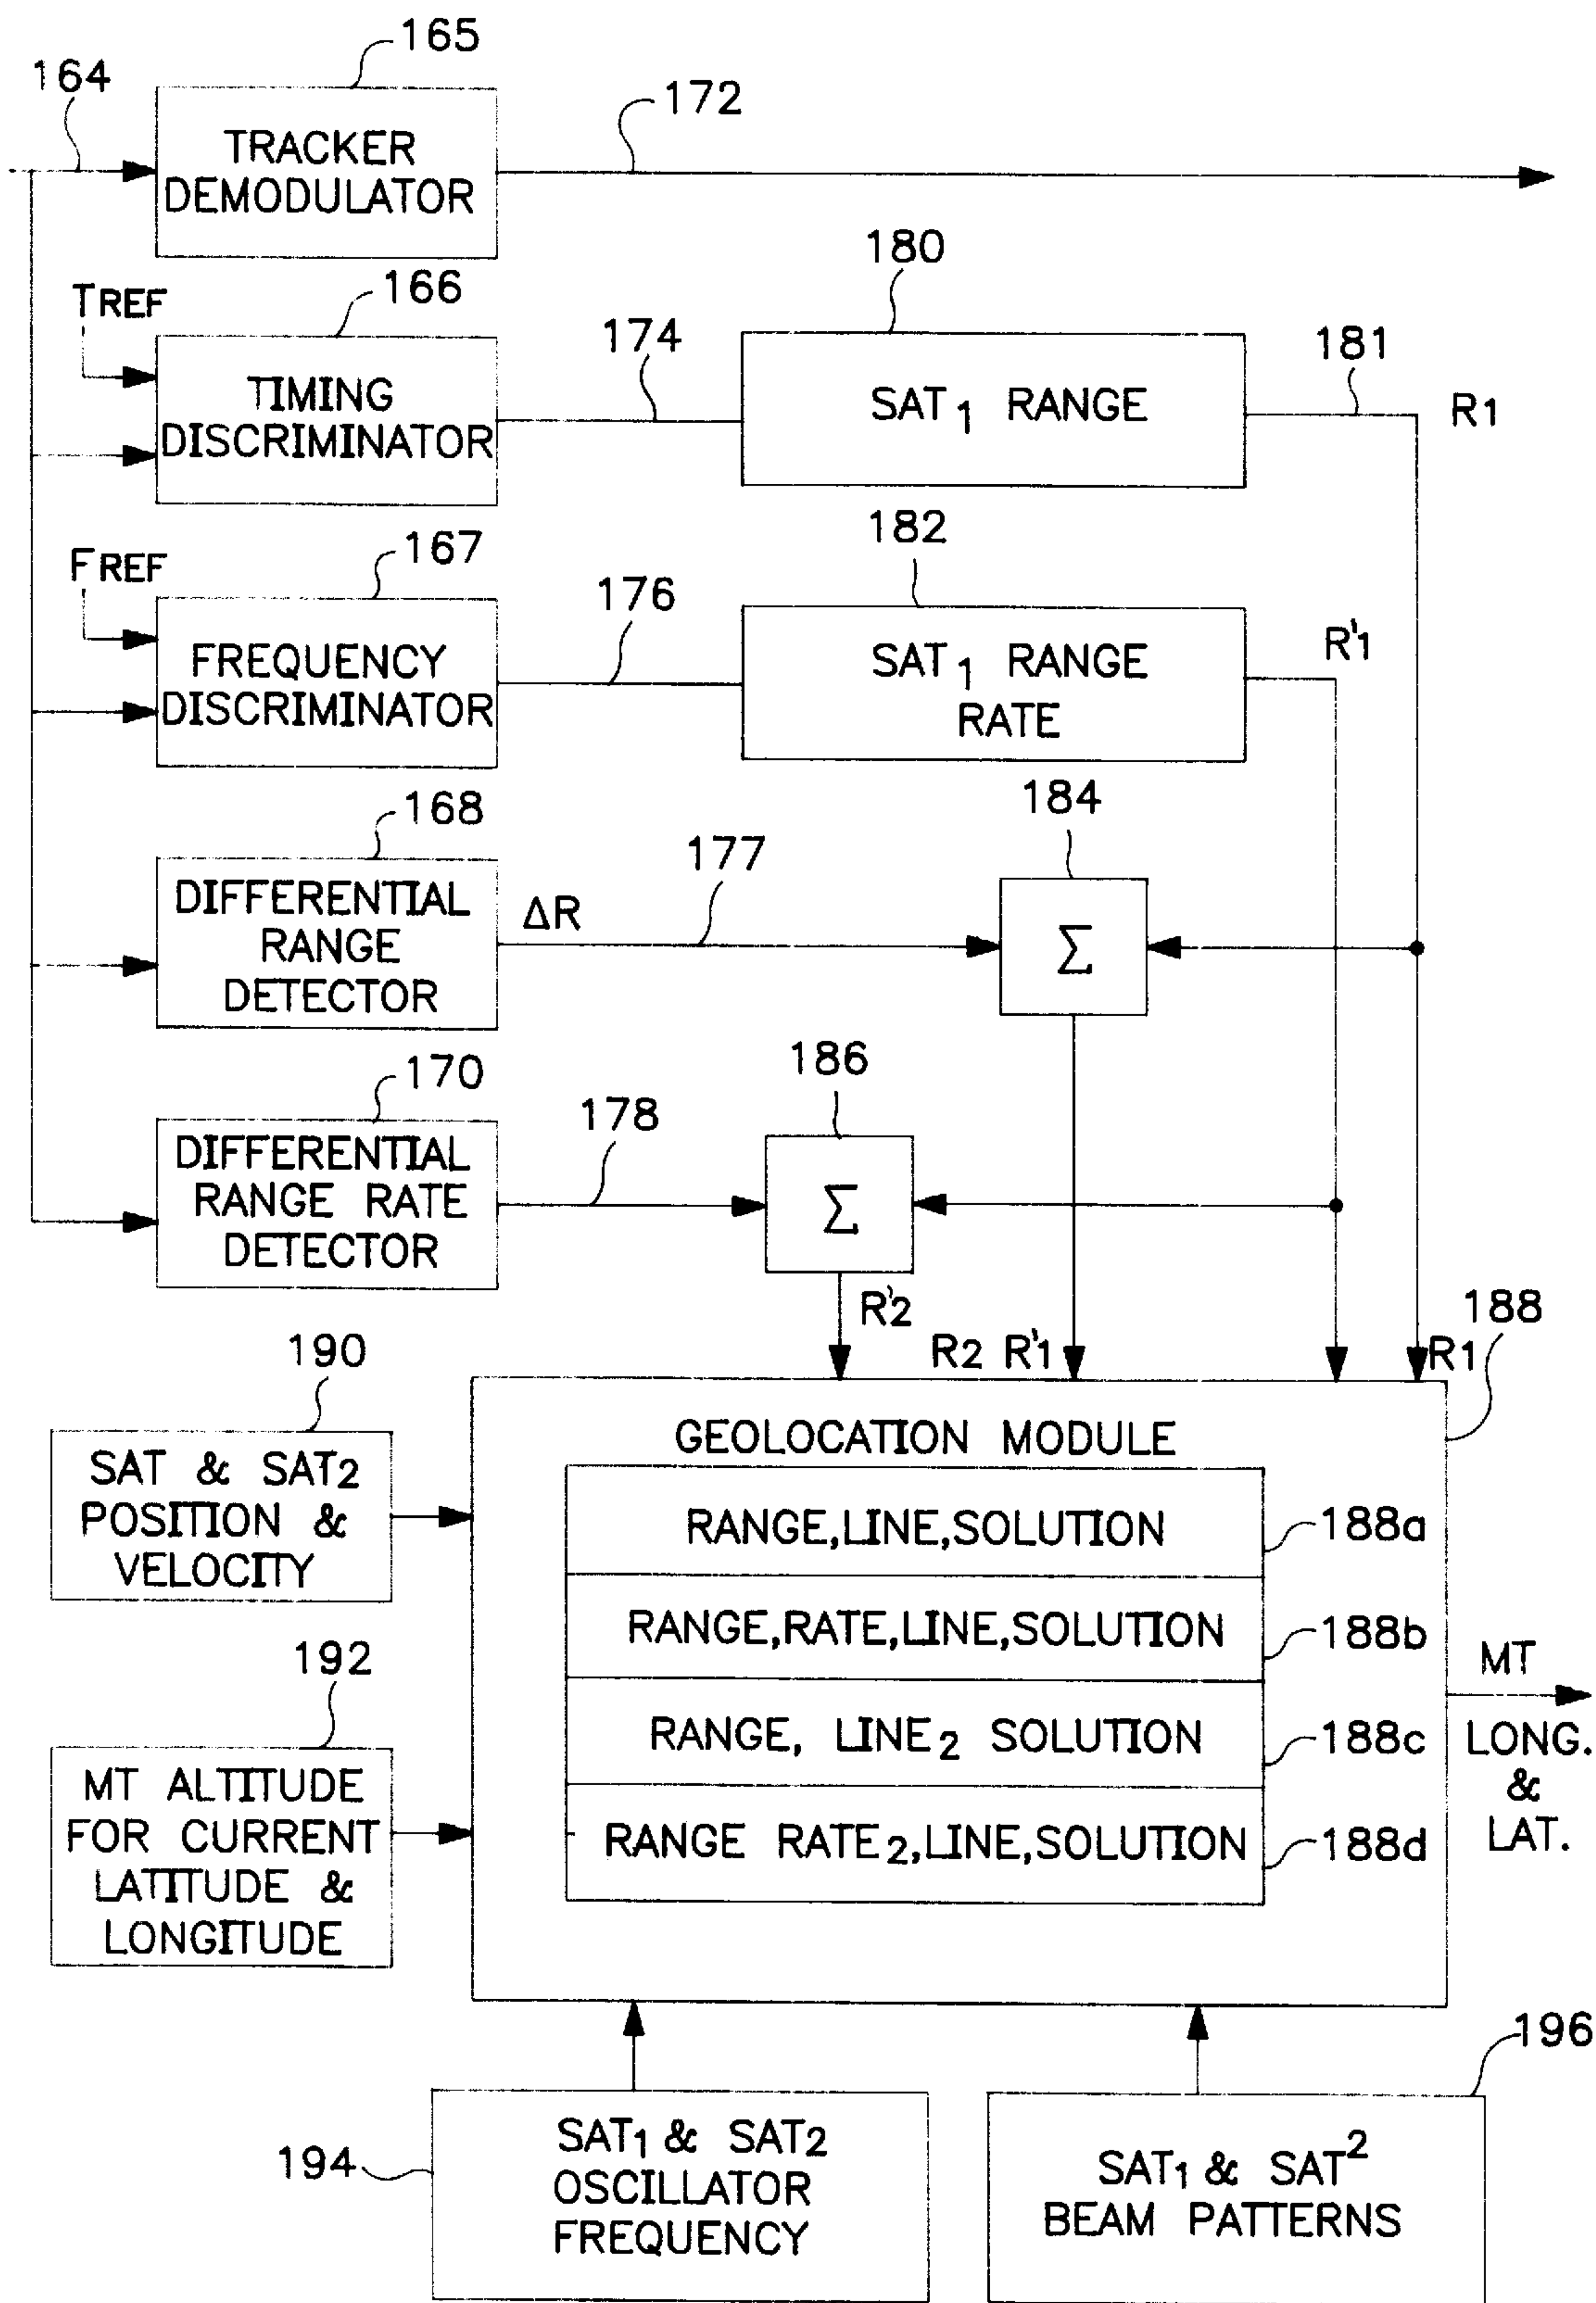 165
164
TRACKER
DEMODULATOR
172
TREF
166
TIMING
DISCRIMINATOR
174
180
SAT1 RANGE
181
R1
FREF
167
FREQUENCY
DISCRIMINATOR
176
182
SAT1 RANGE
RATE
R'1
168
DIFFERENTIAL
RANGE
DETECTOR
ΔR
177
184
Σ
170
DIFFERENTIAL
RANGE RATE
DETECTOR
178
186
Σ
R'2
R2 R'1
R1
188
190
SAT & SAT2
POSITION &
VELOCITY
192
MT ALTITUDE
FOR CURRENT
LATITUDE &
LONGITUDE
GEOLOCATION MODULE
RANGE,LINE,SOLUTION
188a
RANGE,RATE,LINE,SOLUTION
188b
RANGE, LINE2 SOLUTION
188c
RANGE RATE2,LINE,SOLUTION
188d
MT
LONG.
&
LAT.
194
SAT1 & SAT2
OSCILLATOR
FREQUENCY
196
SAT1 & SAT2
BEAM PATTERNS